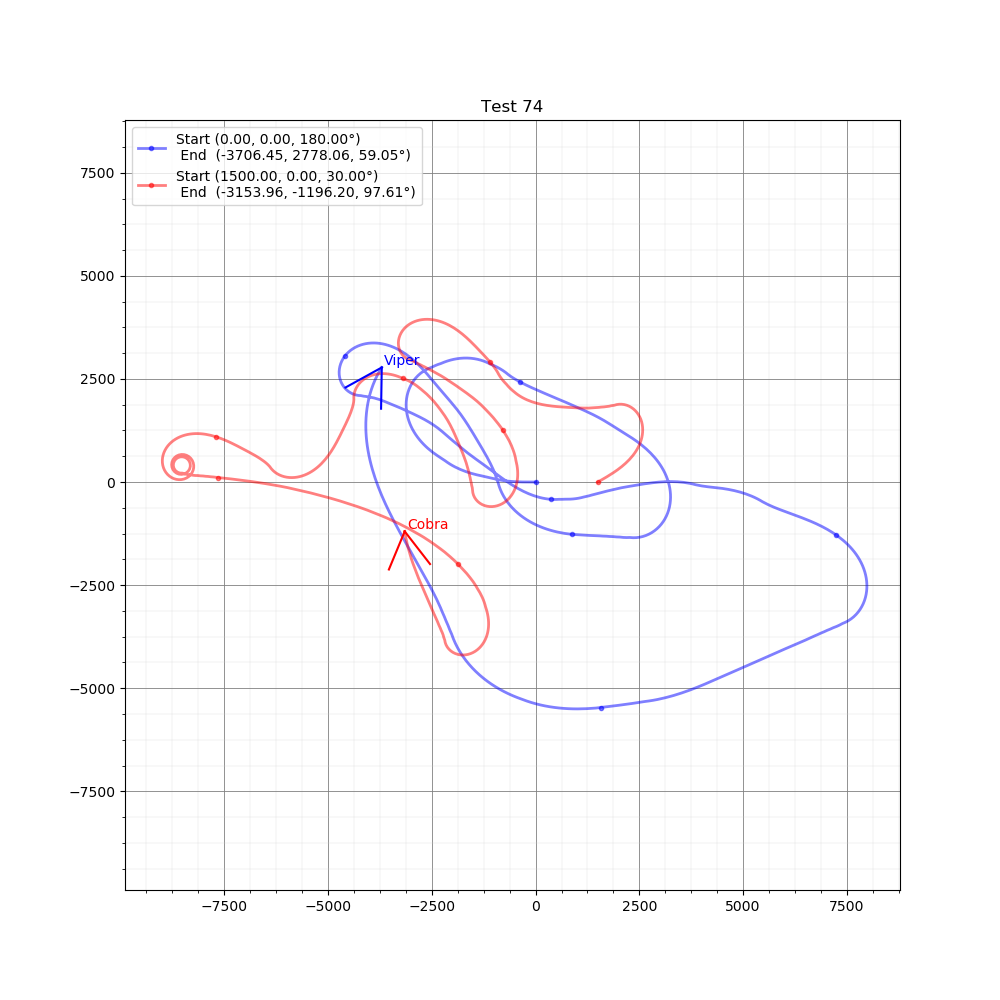 Test 74
Start (0.00, 0.00, 180.00°)
End  (-3706.45, 2778.06, 59.05°)
Start (1500.00, 0.00, 30.00°)
End  (-3153.96, -1196.20, 97.61°)
7500
5000
2500
0
−2500
−5000
−7500
Viper
Cobra
−7500
−5000
−2500
0
2500
5000
7500